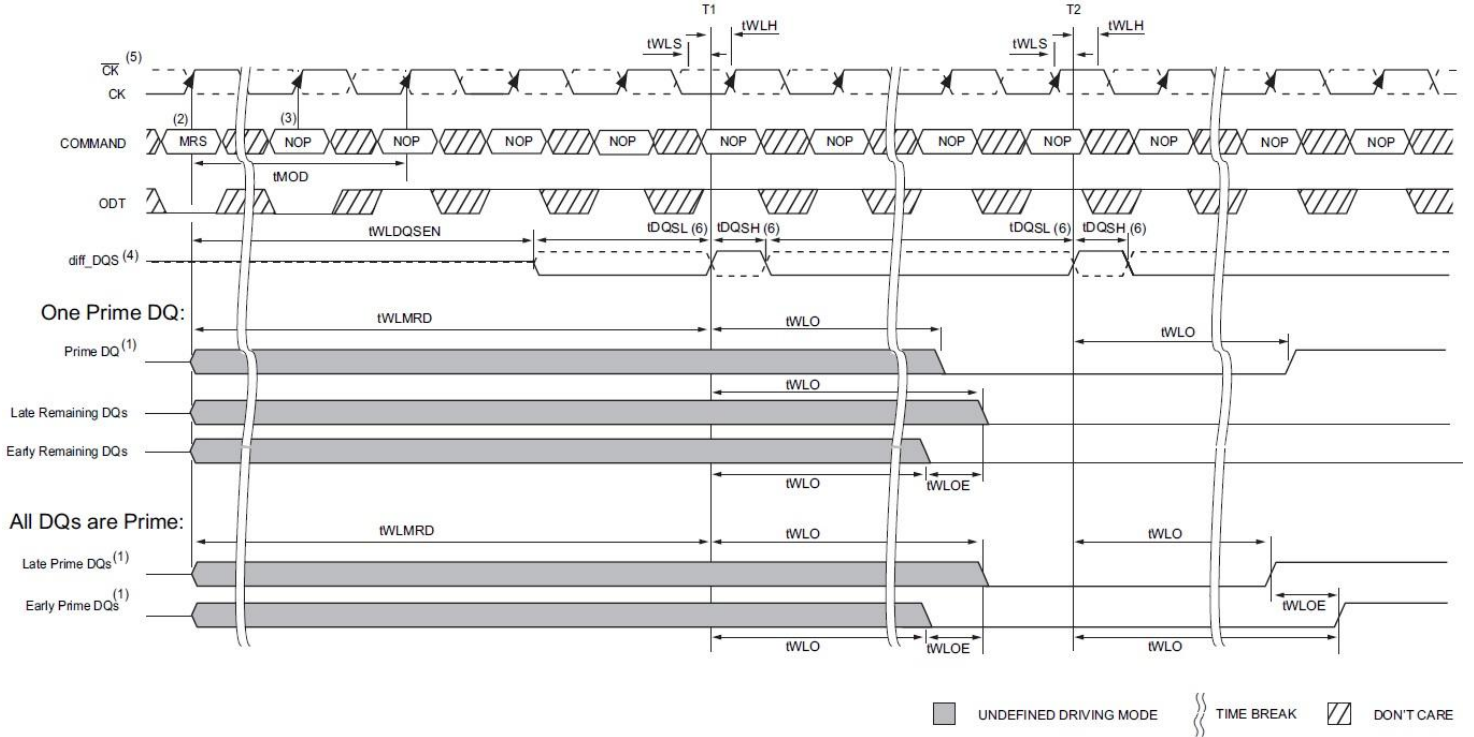 T1 T2
tWLH tWLH
tWLS tWLS
CK (5)
CK
(2) (3)
COMMAND MRS NOP NOP NOP NOP NOP NOP NOP NOP NOP NOP NOP
tMOD
ODT
tWLDQSEN tDQSL (6) tDQSH (6) tDQSL (6) tDQSH (6)
diff_DQS (4)
One Prime DQ:
tWLMRD tWLO tWLO
Prime DQ (1)
tWLO
Late Remaining DQs
Early Remaining DQs
tWLO tWLOE
All DQs are Prime:
tWLMRD tWLO tWLO
Late Prime DQs (1)
Early Prime DQs (1)
tWLOE
tWLO tWLOE tWLO
UNDEFINED DRIVING MODE TIME BREAK DON'T CARE